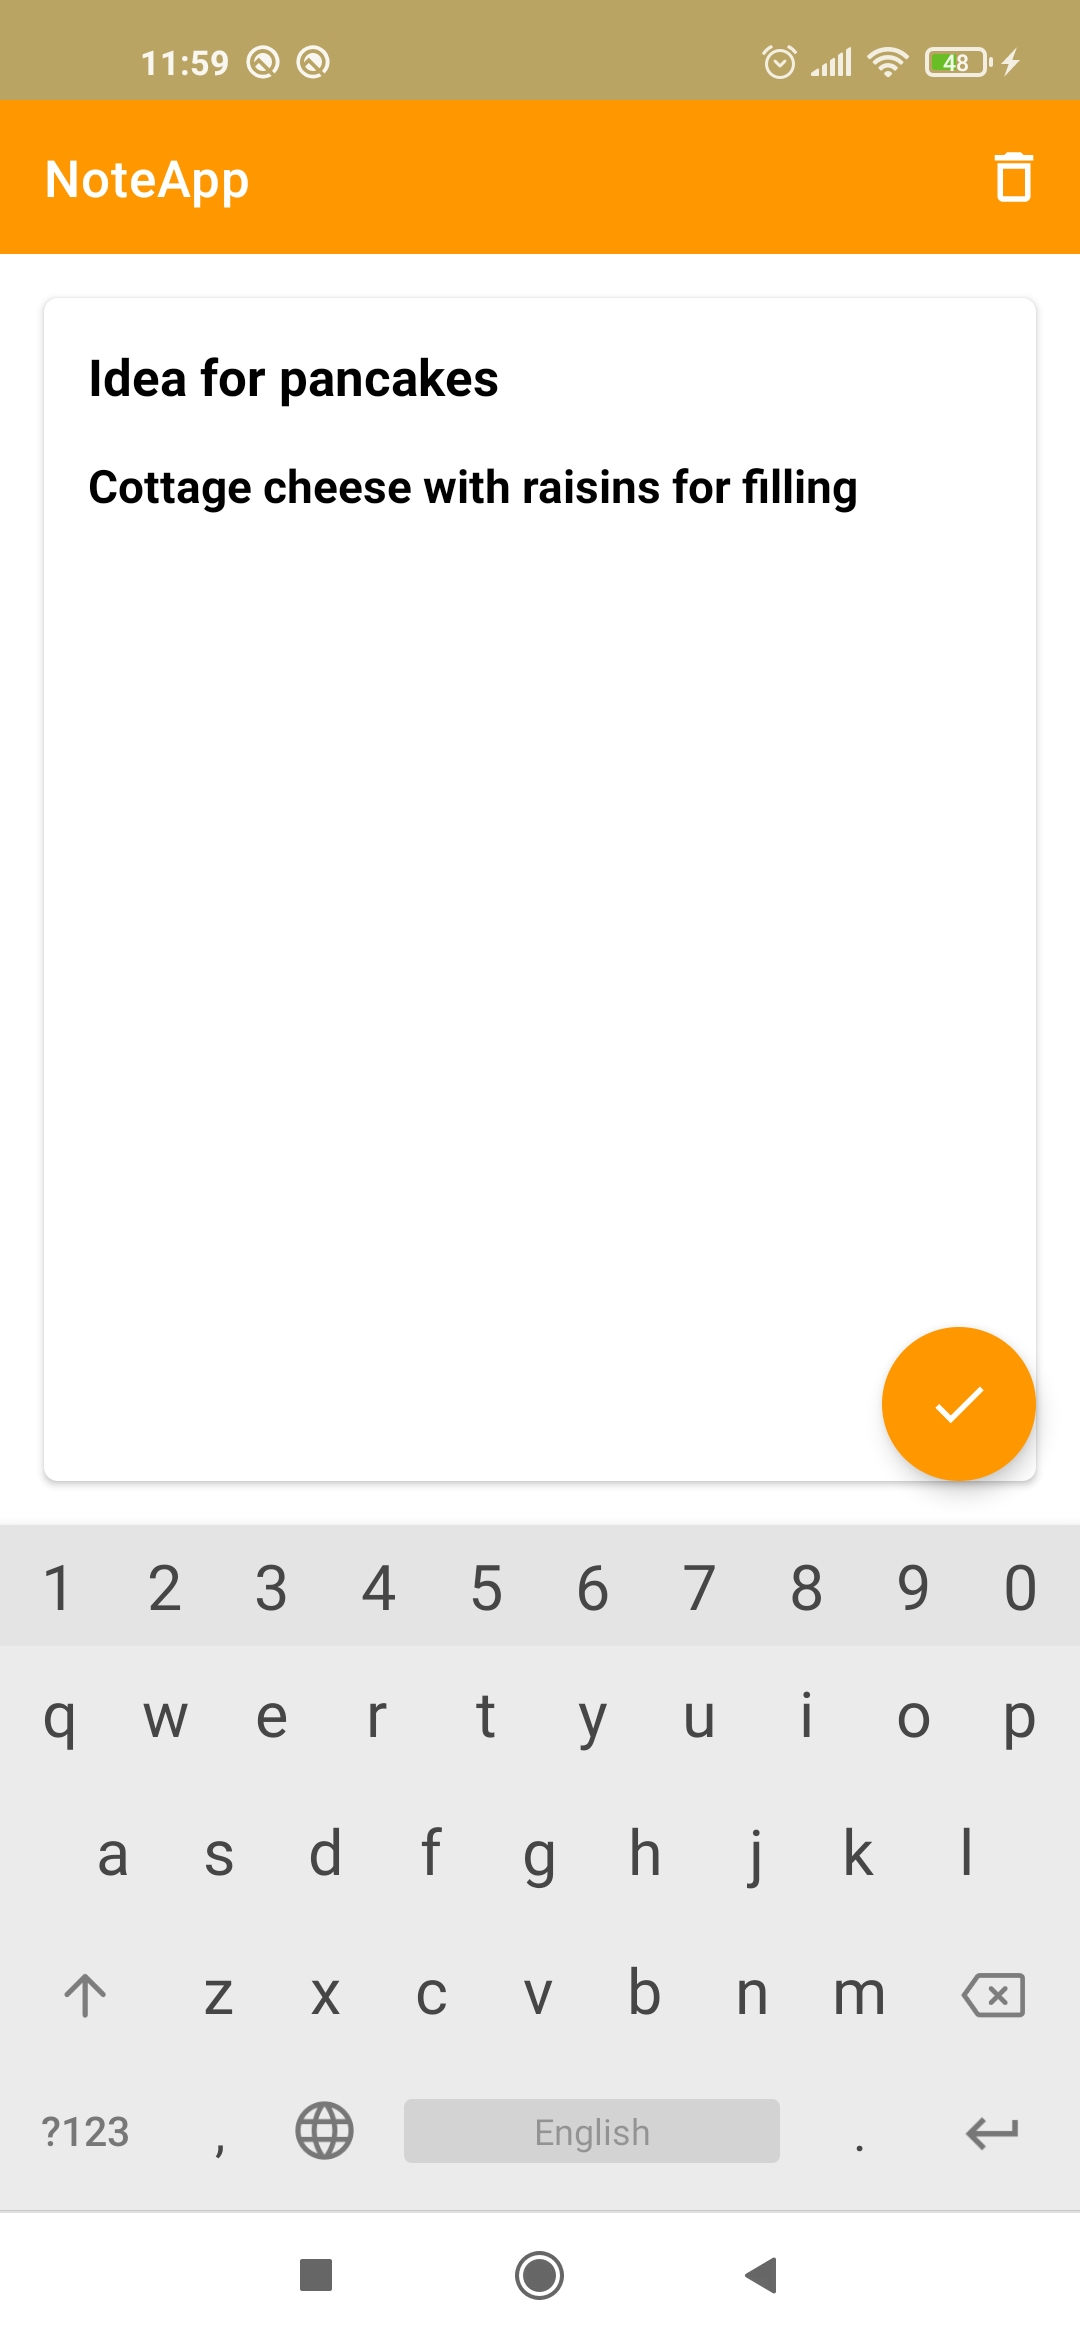 11:59 48
NoteApp
Idea for pancakes
Cottage cheese with raisins for filling
1 2 3 4 5 6 7 8 9 0
q w e r t y u i o p
a s d f g h j k l
z x c v b n m
?123 , English .